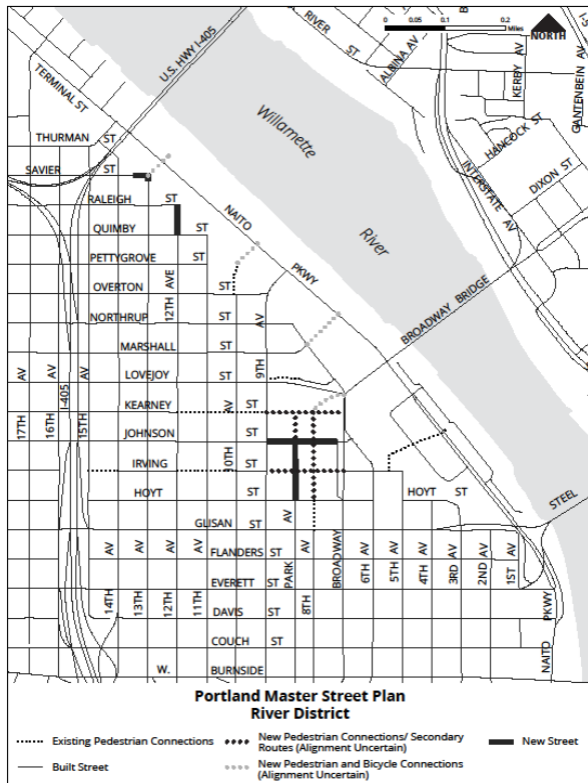 B
0 0.1 0.2
Miles
NORTH
RIVER ST
ALBINA AV
KERBY AV
GANTENBEIN AV
U.S. HWY I-405
TERMINAL ST
Willamette
River
HANCOCK ST
DIXON ST
INTERSTATE AV
THURMAN ST
SAVIER ST
RALEIGH ST
QUIMBY ST
PETTYGROVE ST
OVERTON ST
NORTHRUP ST
MARSHALL ST
LOVEJOY ST
KEARNEY ST
JOHNSON ST
IRVING ST
HOYT ST
HOYT ST
GLISAN ST
FLANDERS ST
EVERETT ST
DAVIS ST
COUCH ST
W. BURNSIDE
NAITO PKWY
BROADWAY BRIDGE
STEEL
12TH AVE
9TH AV
10TH AV
17TH AV
16TH AV
I-405
15TH AV
14TH AV
13TH AV
12TH AV
11TH AV
PARK AV
8TH AV
BROADWAY
6TH AV
5TH AV
4TH AV
3RD AV
2ND AV
1ST AV
NAITO PKWY
Portland Master Street Plan
River District
Existing Pedestrian Connections
Built Street
New Pedestrian Connections/ Secondary
Routes (Alignment Uncertain)
New Pedestrian and Bicycle Connections
(Alignment Uncertain)
New Street